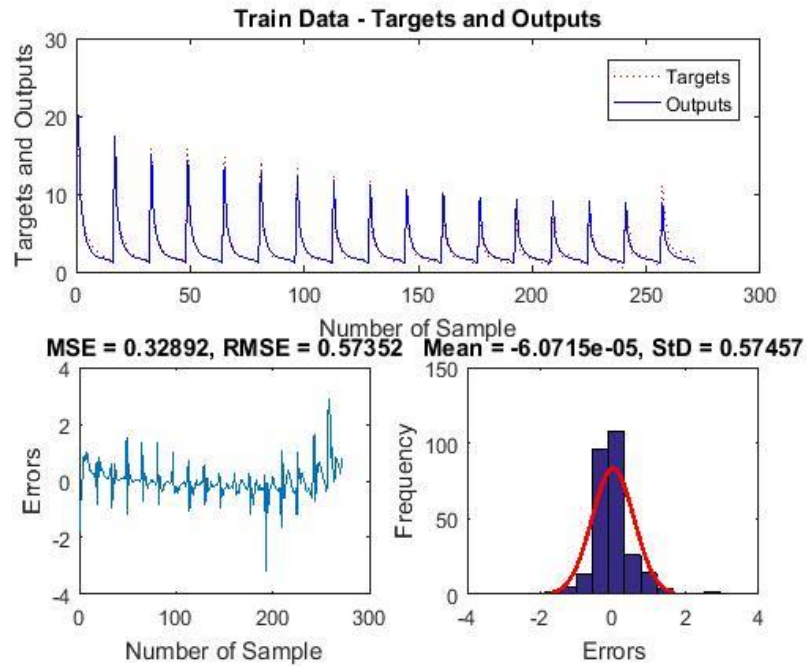 Train Data - Targets and Outputs
30
20
10
0
Targets and Outputs
Targets
Outputs
0 50 100 150 200 250 300
Number of Sample
MSE = 0.32892, RMSE = 0.57352
4
2
0
-2
-4
Errors
0 100 200 300
Number of Sample
Mean = -6.0715e-05, StD = 0.57457
150
100
50
0
Frequency
-4 -2 0 2 4
Errors